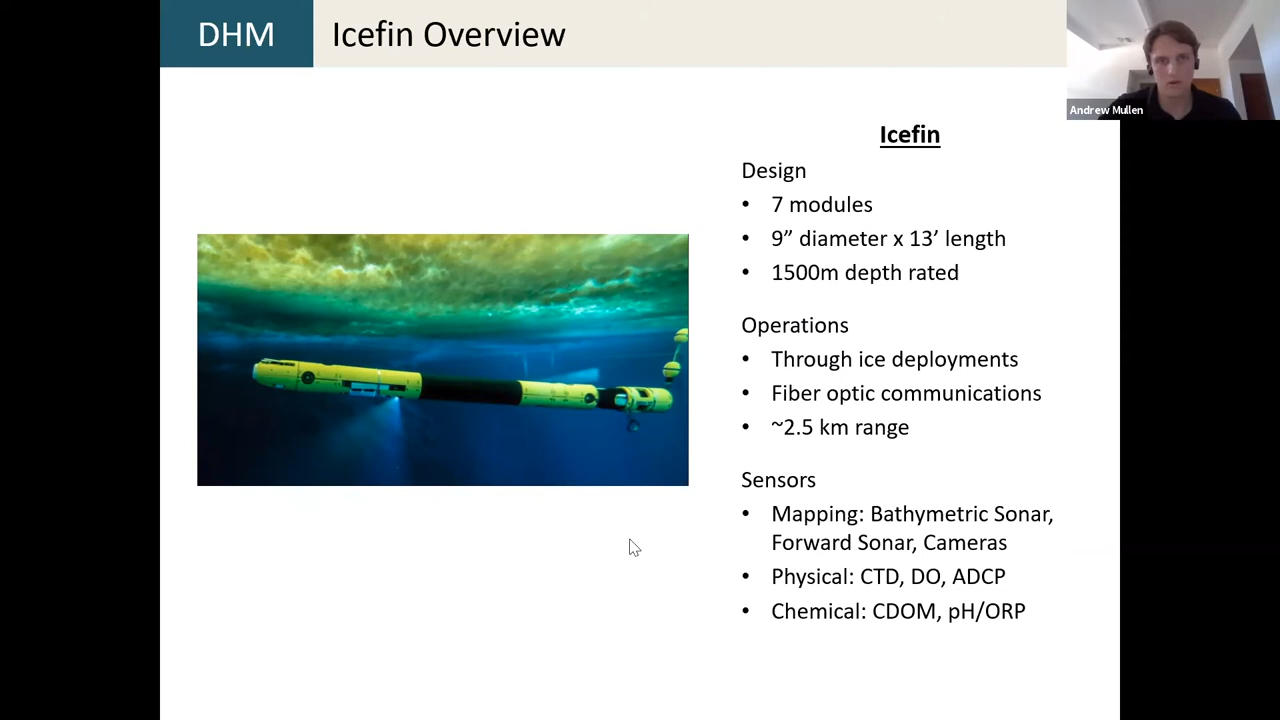 DHM
Icefin Overview
Andrew Mullen
Icefin
Design
• 7 modules
• 9” diameter x 13’ length
• 1500m depth rated
Operations
• Through ice deployments
• Fiber optic communications
• ~2.5 km range
Sensors
• Mapping: Bathymetric Sonar,
Forward Sonar, Cameras
• Physical: CTD, DO, ADCP
• Chemical: CDOM, pH/ORP